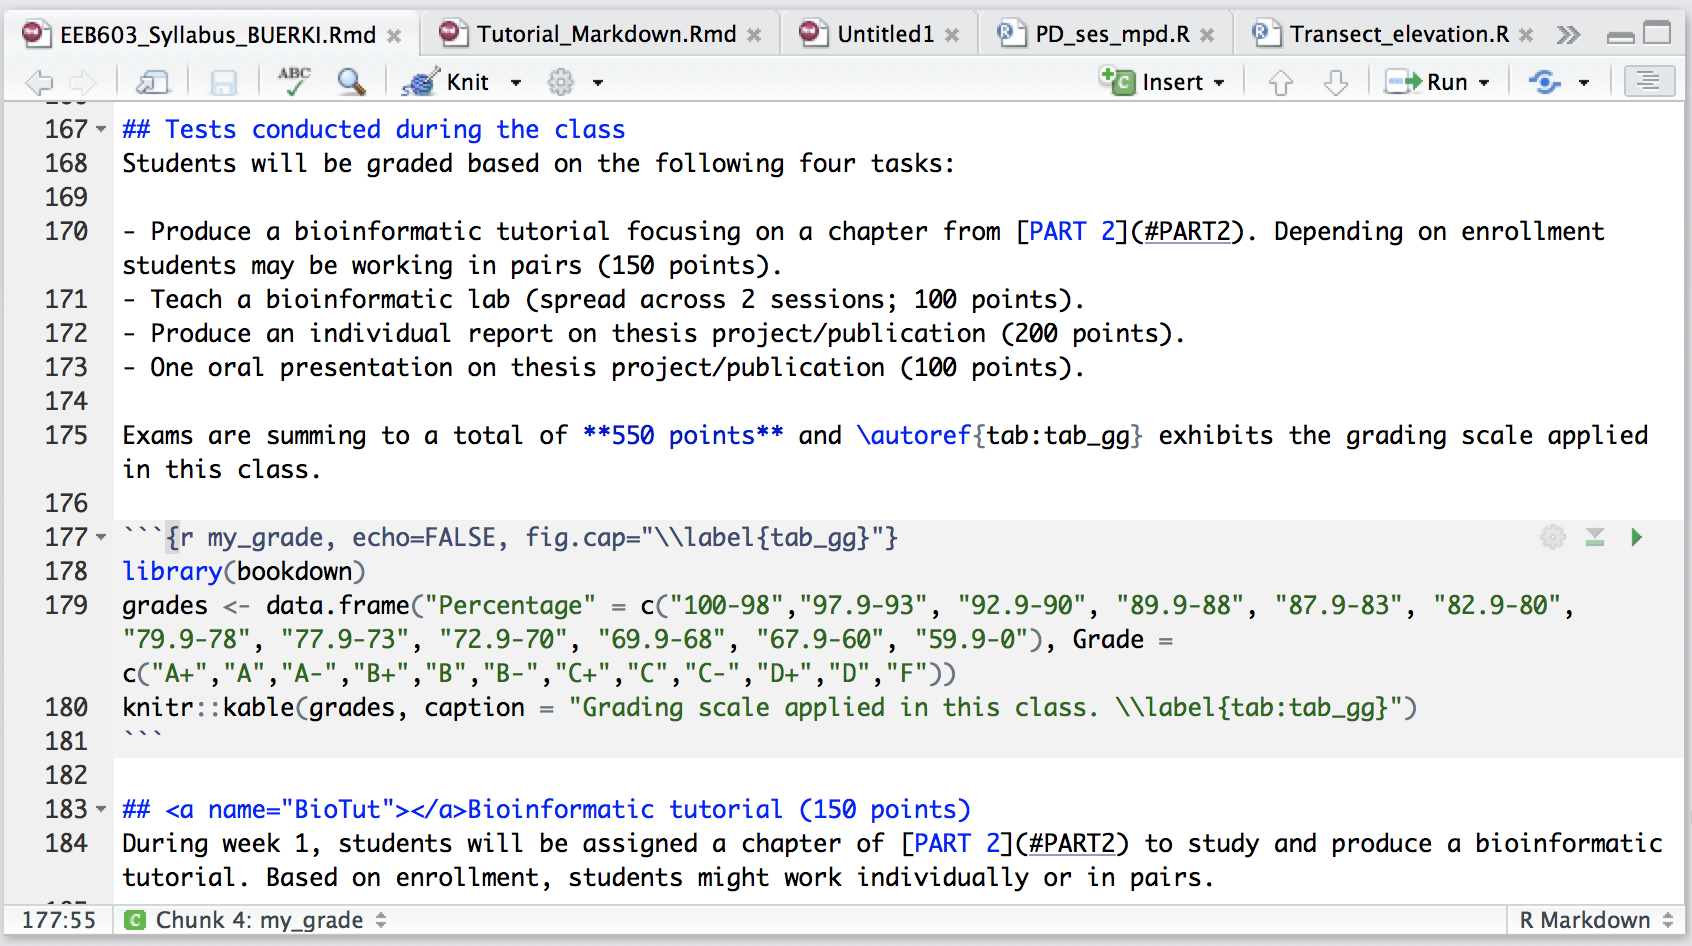 EEB603_Syllabus_BUERKI.Rmd Tutorial_Markdown.Rmd Untitled1 PD_ses_mpd.R Transect_elevation.R
ABC Knit Insert Run
167 ## Tests conducted during the class
168 Students will be graded based on the following four tasks:
169
170 - Produce a bioinformatic tutorial focusing on a chapter from [PART 2](#PART2). Depending on enrollment
students may be working in pairs (150 points).
171 - Teach a bioinformatic lab (spread across 2 sessions; 100 points).
172 - Produce an individual report on thesis project/publication (200 points).
173 - One oral presentation on thesis project/publication (100 points).
174
175 Exams are summing to a total of **550 points** and \autoref{tab:tab_gg} exhibits the grading scale applied
in this class.
176
177 ```{r my_grade, echo=FALSE, fig.cap="\\label{tab_gg}"}
178 library(bookdown)
179 grades <- data.frame("Percentage" = c("100-98","97.9-93", "92.9-90", "89.9-88", "87.9-83", "82.9-80",
"79.9-78", "77.9-73", "72.9-70", "69.9-68", "67.9-60", "59.9-0"), Grade =
c("A+","A","A-","B+","B","B-","C+","C","C-","D+","D","F"))
180 knitr::kable(grades, caption = "Grading scale applied in this class. \\label{tab:tab_gg}")
181 ```
182
183 ## <a name="BioTut"></a>Bioinformatic tutorial (150 points)
184 During week 1, students will be assigned a chapter of [PART 2](#PART2) to study and produce a bioinformatic
tutorial. Based on enrollment, students might work individually or in pairs.
177:55 C Chunk 4: my_grade R Markdown